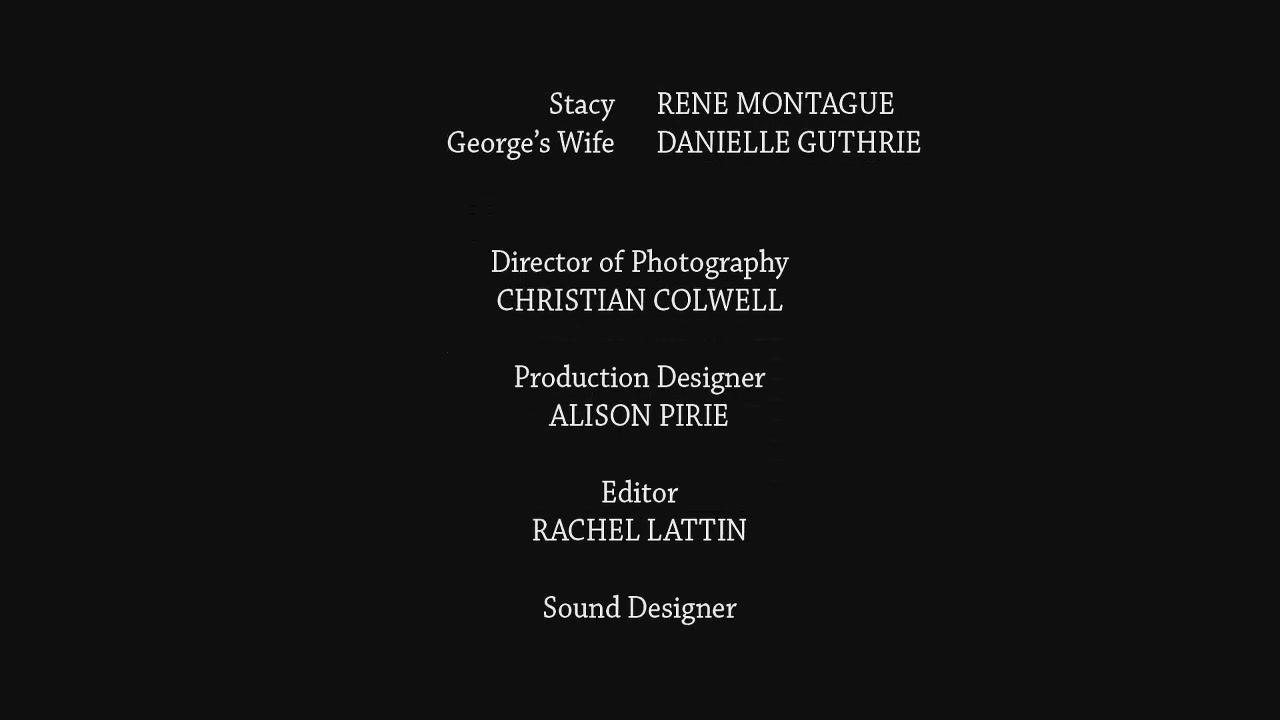 Stacy RENE MONTAGUE
George’s Wife DANIELLE GUTHRIE
Director of Photography
CHRISTIAN COLWELL
Production Designer
ALISON PIRIE
Editor
RACHEL LATTIN
Sound Designer